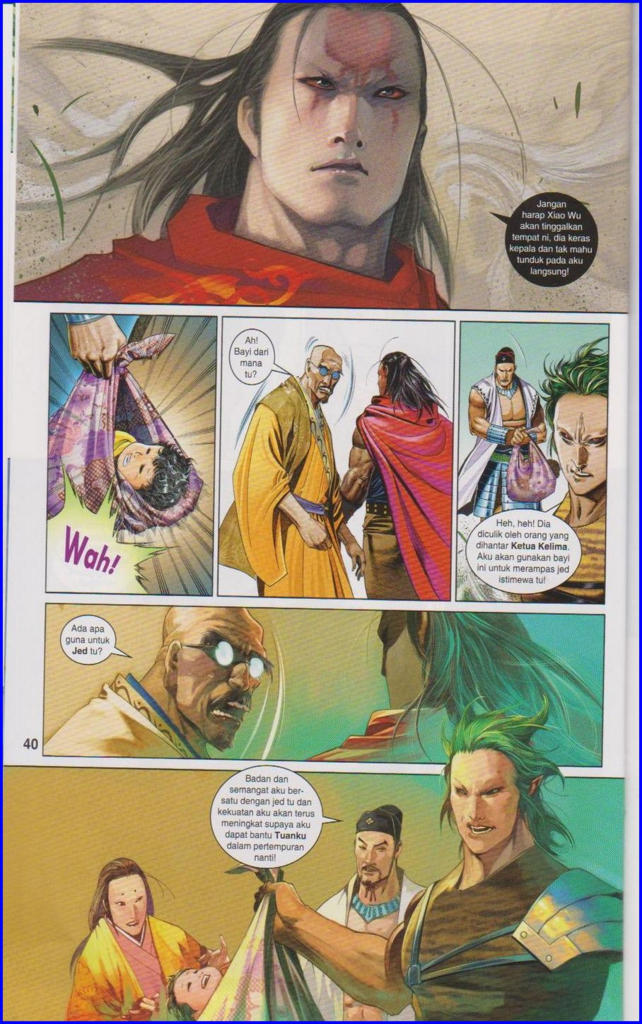 Jangan
harap Xiao Wu
akan tinggalkan
tempat ni, dia keras
kepala dan tak mahu
tunduk pada aku
langsung!
Wah!
Ah!
Bayi dari
mana
tu?
Heh, heh! Dia
diculik oleh orang yang
dihantar Ketua Kelima.
Aku akan gunakan bayi
ini untuk merampas jed
istimewa tu!
Ada apa
guna untuk
Jed tu?
40
Badan dan
semangat aku ber-
satu dengan jed tu dan
kekuatan aku akan terus
meningkat supaya aku
dapat bantu Tuanku
dalam pertempuran
nanti!